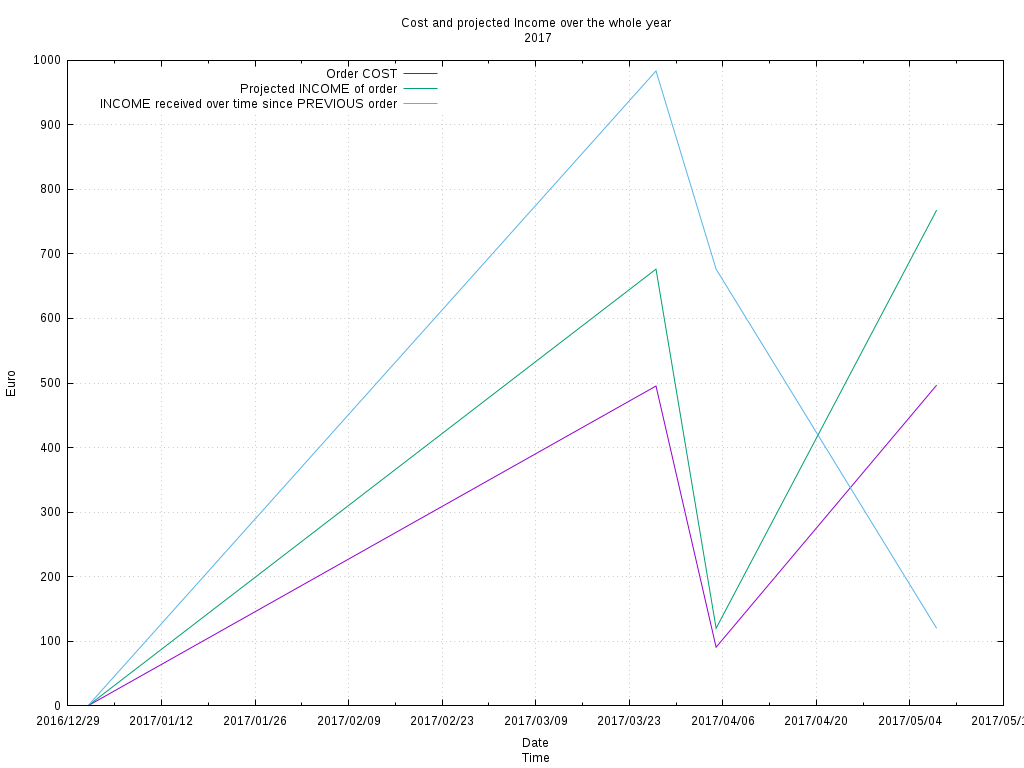 Cost and projected Income over the whole year
2017
Order COST
Projected INCOME of order
INCOME received over time since PREVIOUS order
1000
900
800
700
600
500
400
300
200
100
0
Euro
2016/12/29 2017/01/12 2017/01/26 2017/02/09 2017/02/23 2017/03/09 2017/03/23 2017/04/06 2017/04/20 2017/05/04 2017/05/1
Date
Time